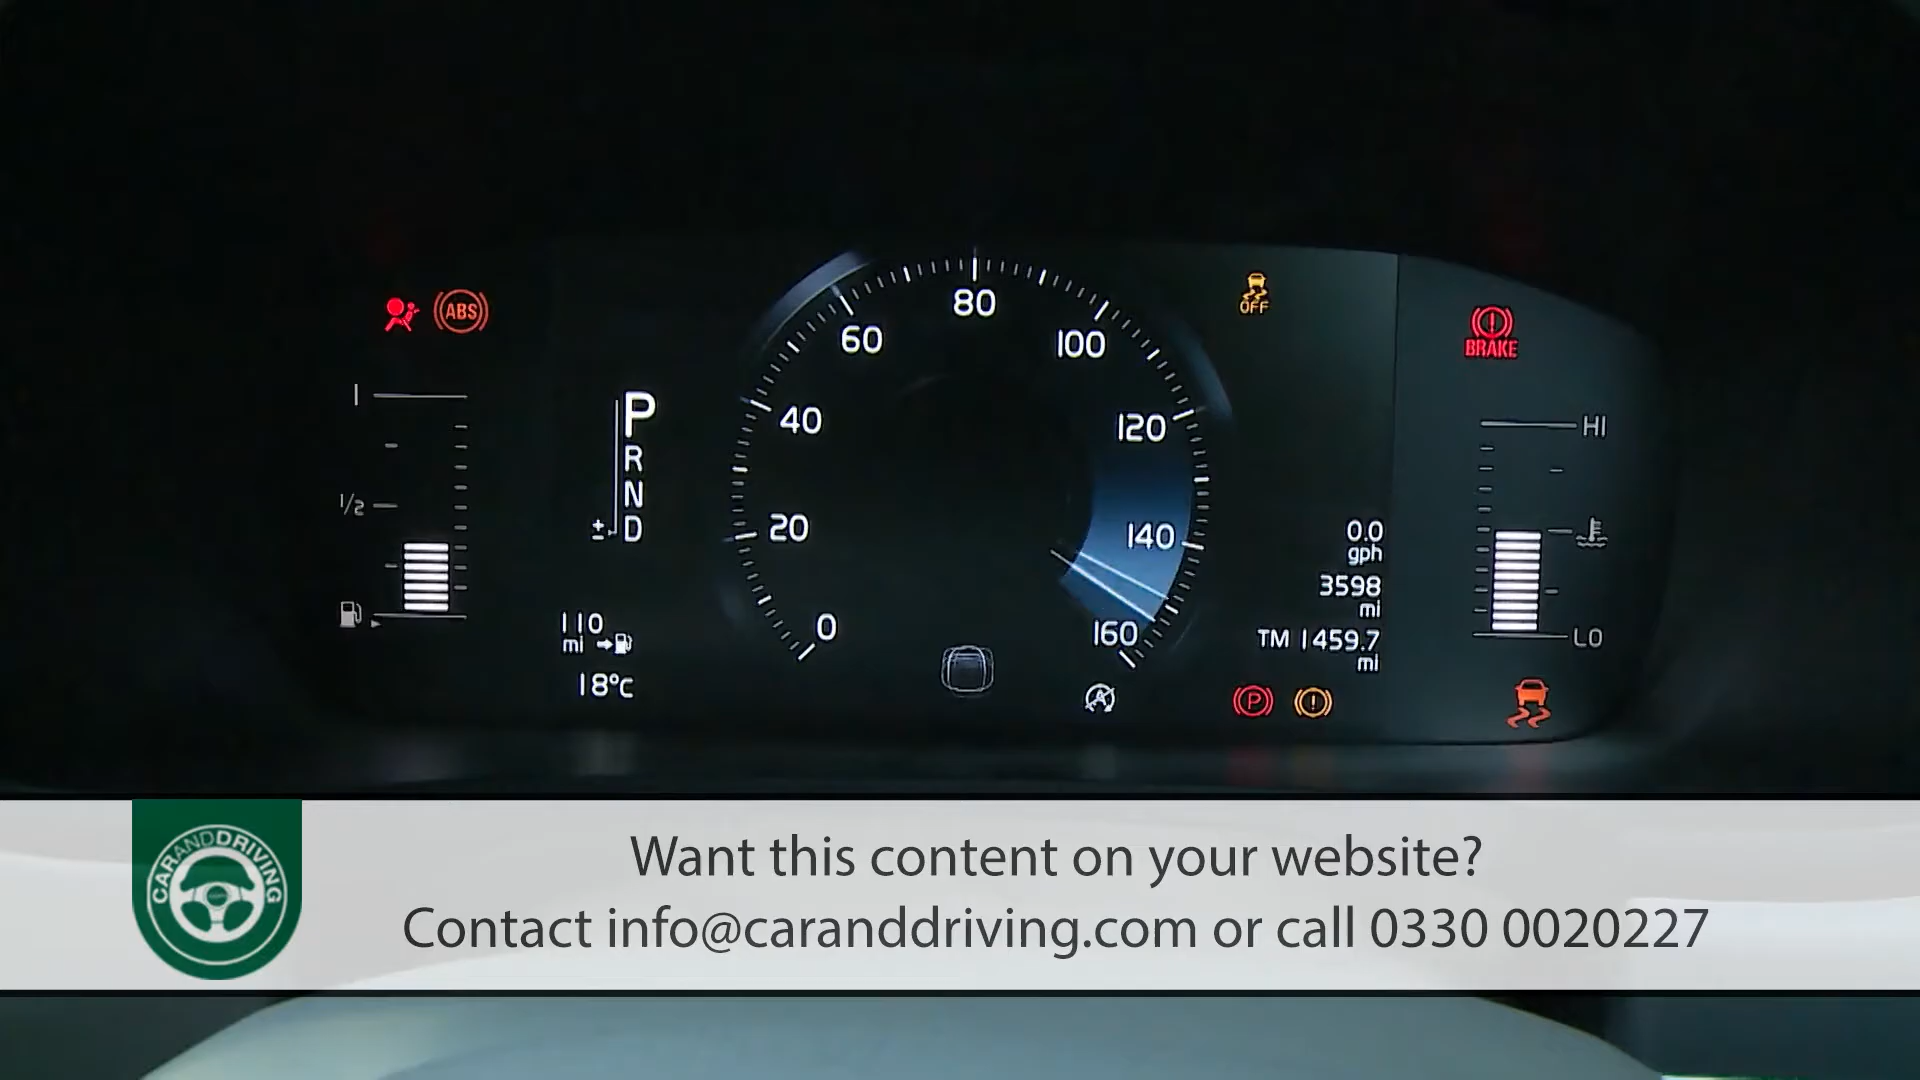 ABS
OFF
BRAKE
1
1/2
P
R
N
± D
0
20
40
60
80
100
120
140
160
110
mi
18°C
0.0
gph
3598
mi
TM 1459.7
mi
HI
LO
P
CARANDDRIVING
Want this content on your website?
Contact info@caranddriving.com or call 0330 0020227